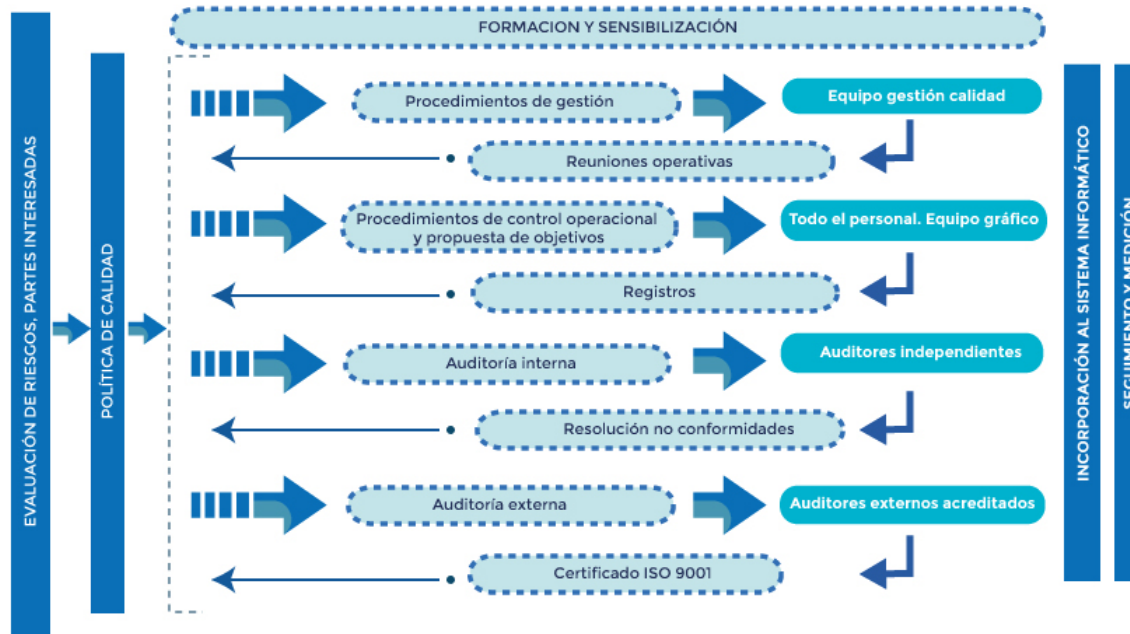 FORMACION Y SENSIBILIZACIÓN
EVALUACIÓN DE RIESGOS, PARTES INTERESADAS
POLÍTICA DE CALIDAD
Procedimientos de gestión
Equipo gestión calidad
Reuniones operativas
Procedimientos de control operacional
y propuesta de objetivos
Todo el personal. Equipo gráfico
Registros
Auditoría interna
Auditores independientes
Resolución no conformidades
Auditoría externa
Auditores externos acreditados
Certificado ISO 9001
INCORPORACIÓN AL SISTEMA INFORMÁTICO
SEGUIMIENTO Y MEDICIÓN